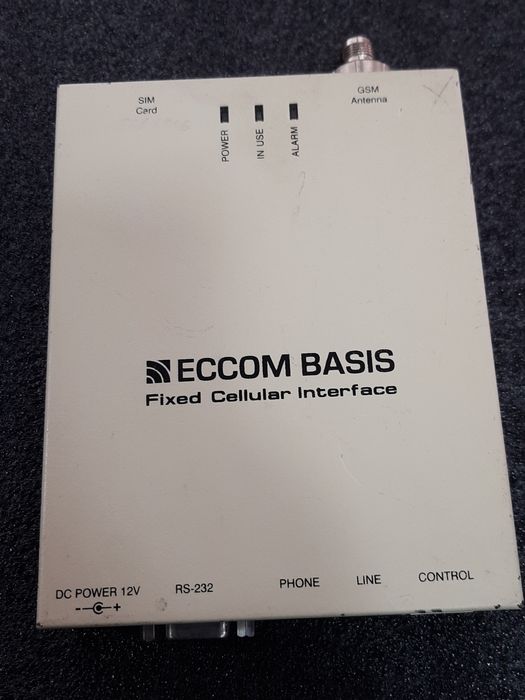 SIM
Card
GSM
Antenna
POWER
IN USE
ALARM
ECCOM BASIS
Fixed Cellular Interface
DC POWER 12V
RS-232
PHONE
LINE
CONTROL
- +